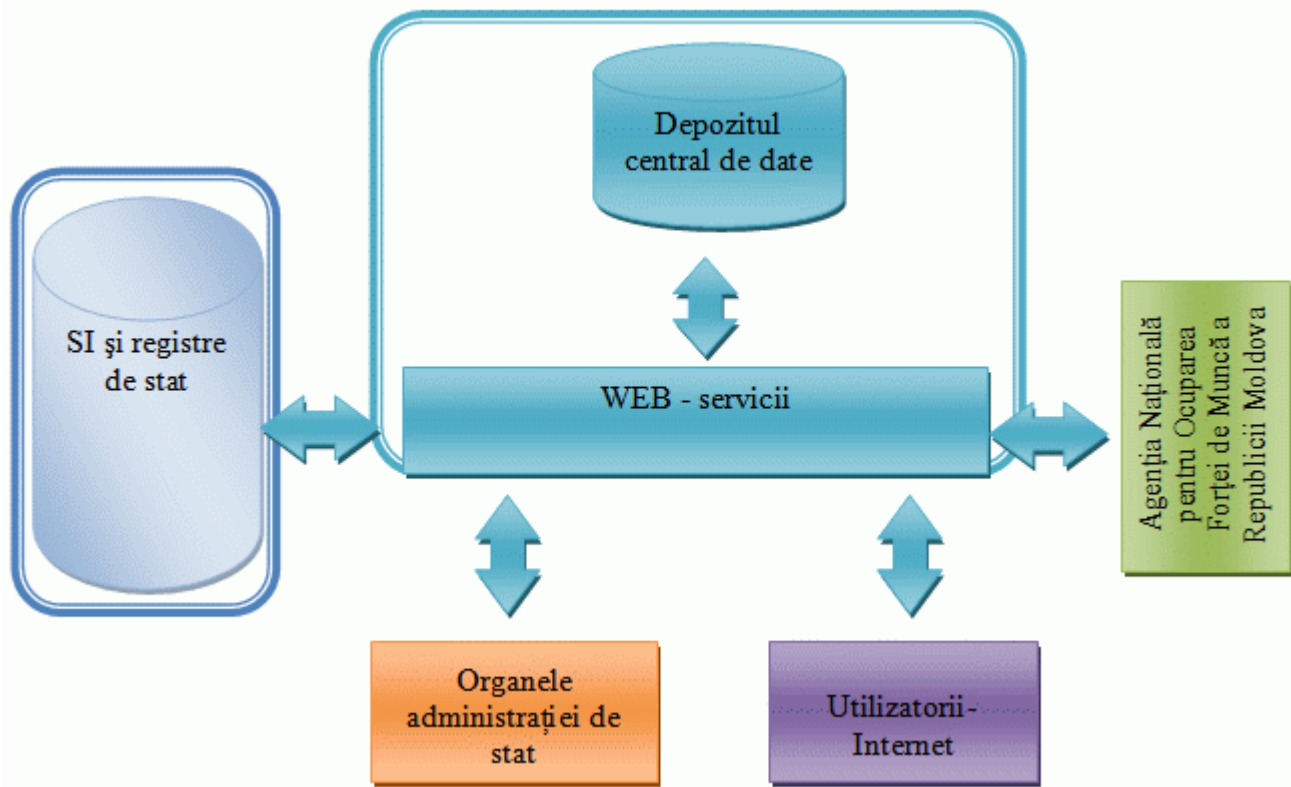 Depozitul
central de date
SI şi registre
de stat
WEB - servicii
Agenţia Naţională
pentru Ocuparea
Forţei de Muncă a
Republicii Moldova
Organele
administraţiei de
stat
Utilizatorii-
Internet